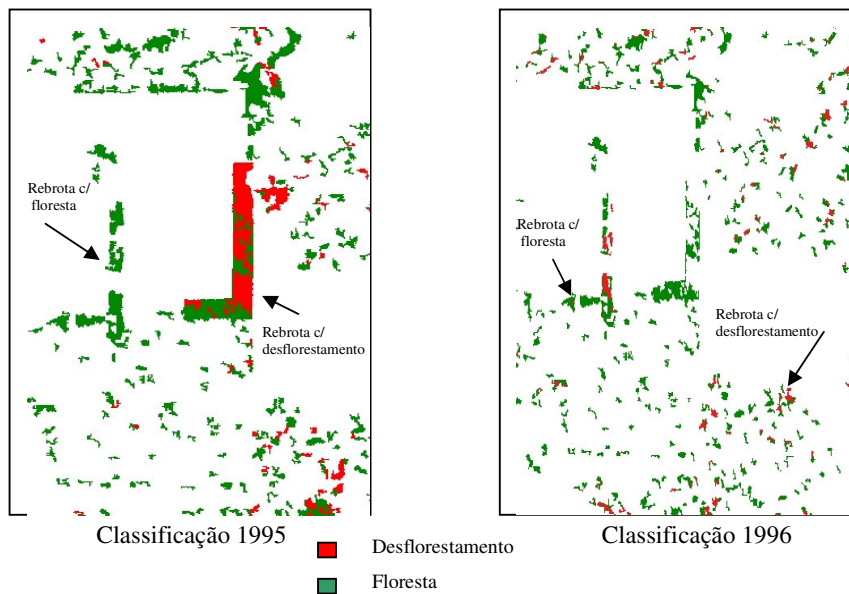 Rebrota c/
floresta
Rebrota c/
desflorestamento
Classificação 1995
Rebrota c/
floresta
Rebrota c/
desflorestamento
Classificação 1996
Desflorestamento
Floresta